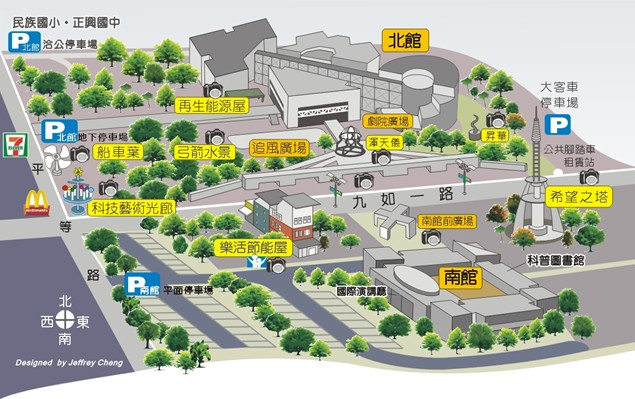 民族國小・正興國中
P北館 洽公停車場
北館
大客車
停車場
P
再生能源屋
劇院廣場
昇華
7 ELEVEN
P北館 地下停車場
船車葉
弓箭水景
追風廣場
渾天儀
公共腳踏車
租賃站
平等路
McDonald's
科技藝術光廊
九如一路
希望之塔
南館前廣場
樂活節能屋
科普圖書館
P南館 平面停車場
國際演講廳
南館
北
西 東
南
Designed by Jeffrey Cheng